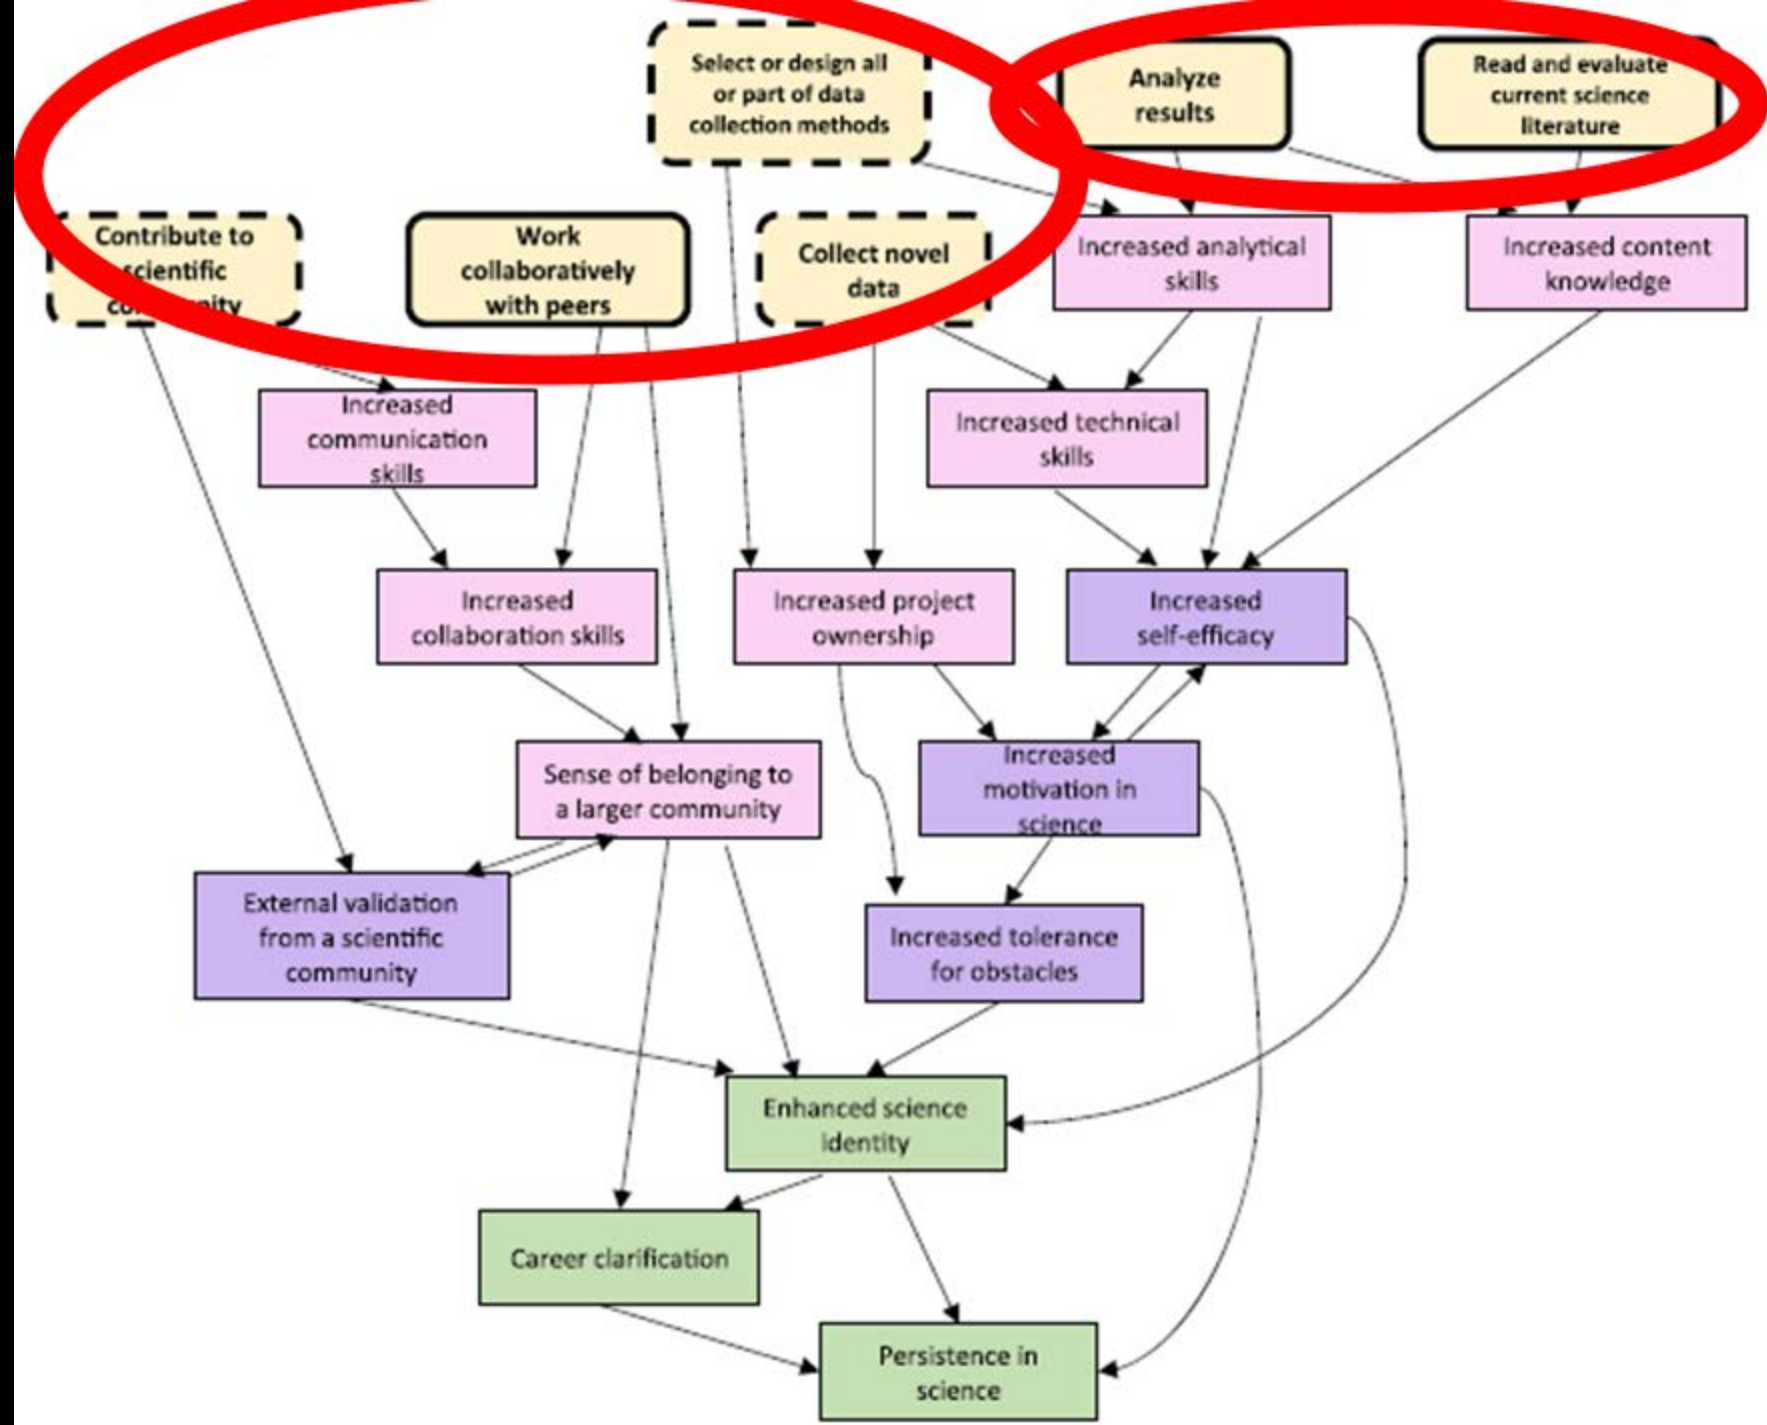 Select or design all
or part of data
collection methods
Analyze
results
Read and evaluate
current science
literature
Contribute to
scientific
community
Work
collaboratively
with peers
Collect novel
data
Increased analytical
skills
Increased content
knowledge
Increased
communication
skills
Increased technical
skills
Increased
collaboration skills
Increased project
ownership
Increased
self-efficacy
Sense of belonging to
a larger community
Increased
motivation in
science
External validation
from a scientific
community
Increased tolerance
for obstacles
Enhanced science
identity
Career clarification
Persistence in
science